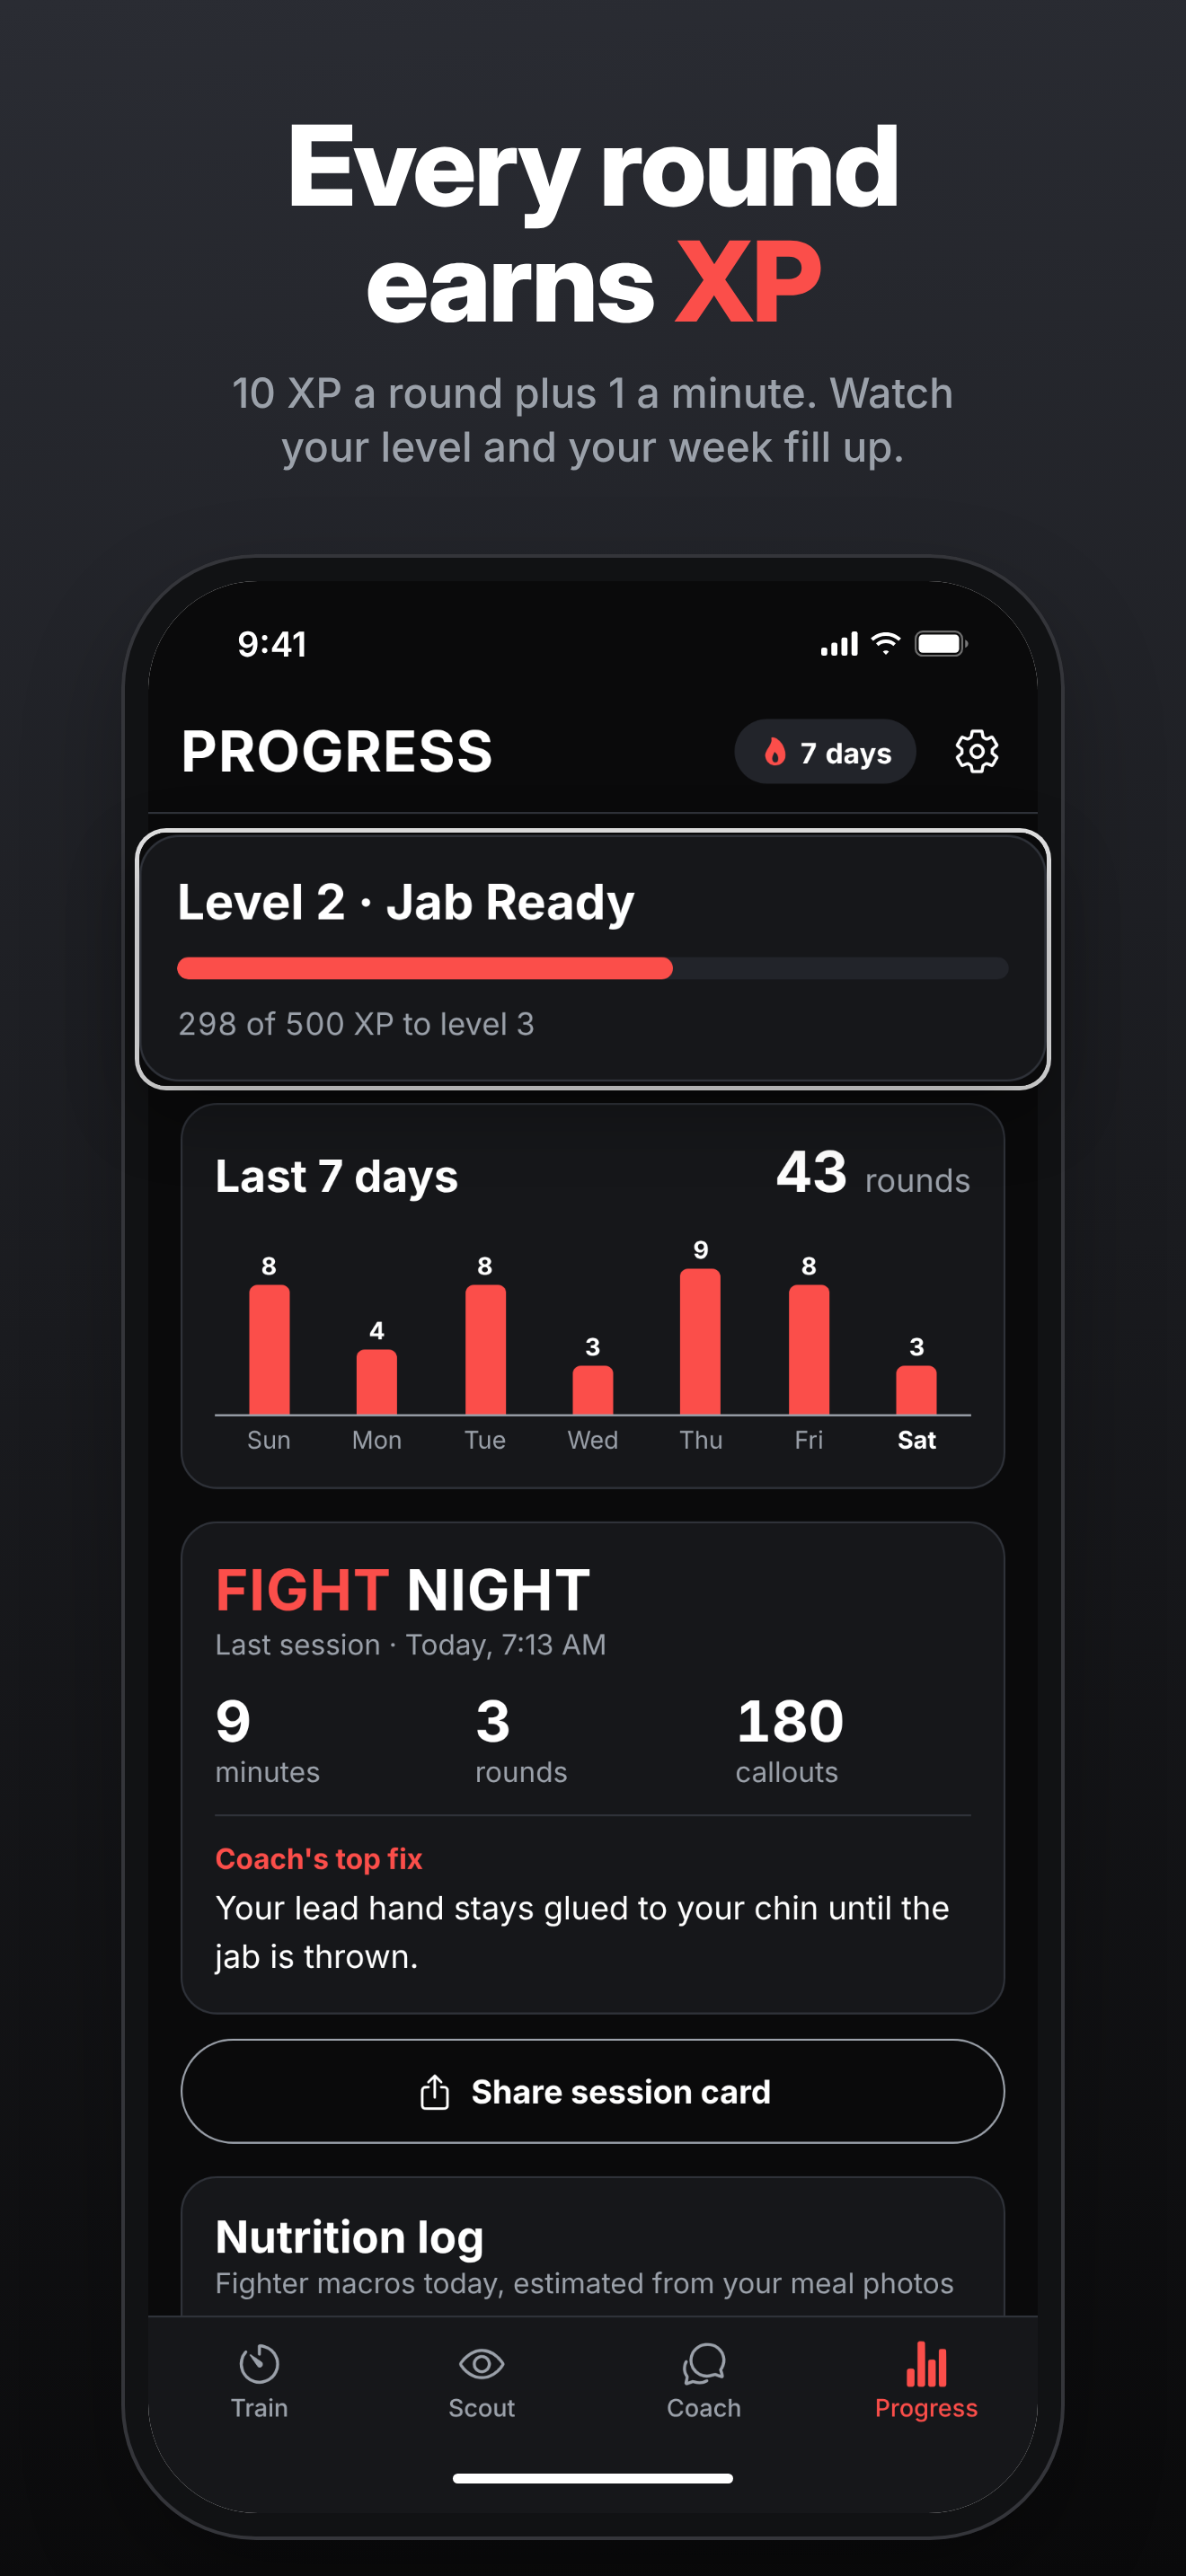 Every round
earns XP
10 XP a round plus 1 a minute. Watch
your level and your week fill up.
9:41
PROGRESS
7 days
Level 2 · Jab Ready
298 of 500 XP to level 3
Last 7 days
43 rounds
8 4 8 3 9 8 3
Sun Mon Tue Wed Thu Fri Sat
FIGHT NIGHT
Last session · Today, 7:13 AM
9 3 180
minutes rounds callouts
Coach's top fix
Your lead hand stays glued to your chin until the
jab is thrown.
Share session card
Nutrition log
Fighter macros today, estimated from your meal photos
Train Scout Coach Progress